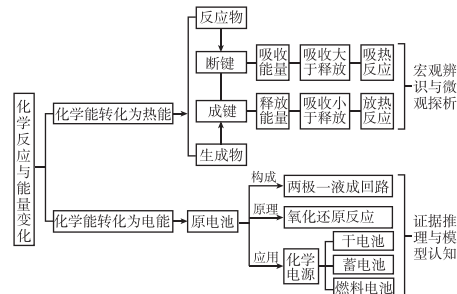 化学反应与能量变化
化学能转化为热能
反应物
断键
成键
生成物
吸收
能量
吸收大
于释放
吸热
反应
释放
能量
吸收小
于释放
放热
反应
宏观辨
识与微
观探析
化学能转化为电能
原电池
构成
两极一液成回路
原理
氧化还原反应
应用
化学
电源
干电池
蓄电池
燃料电池
证据推
理与模
型认知